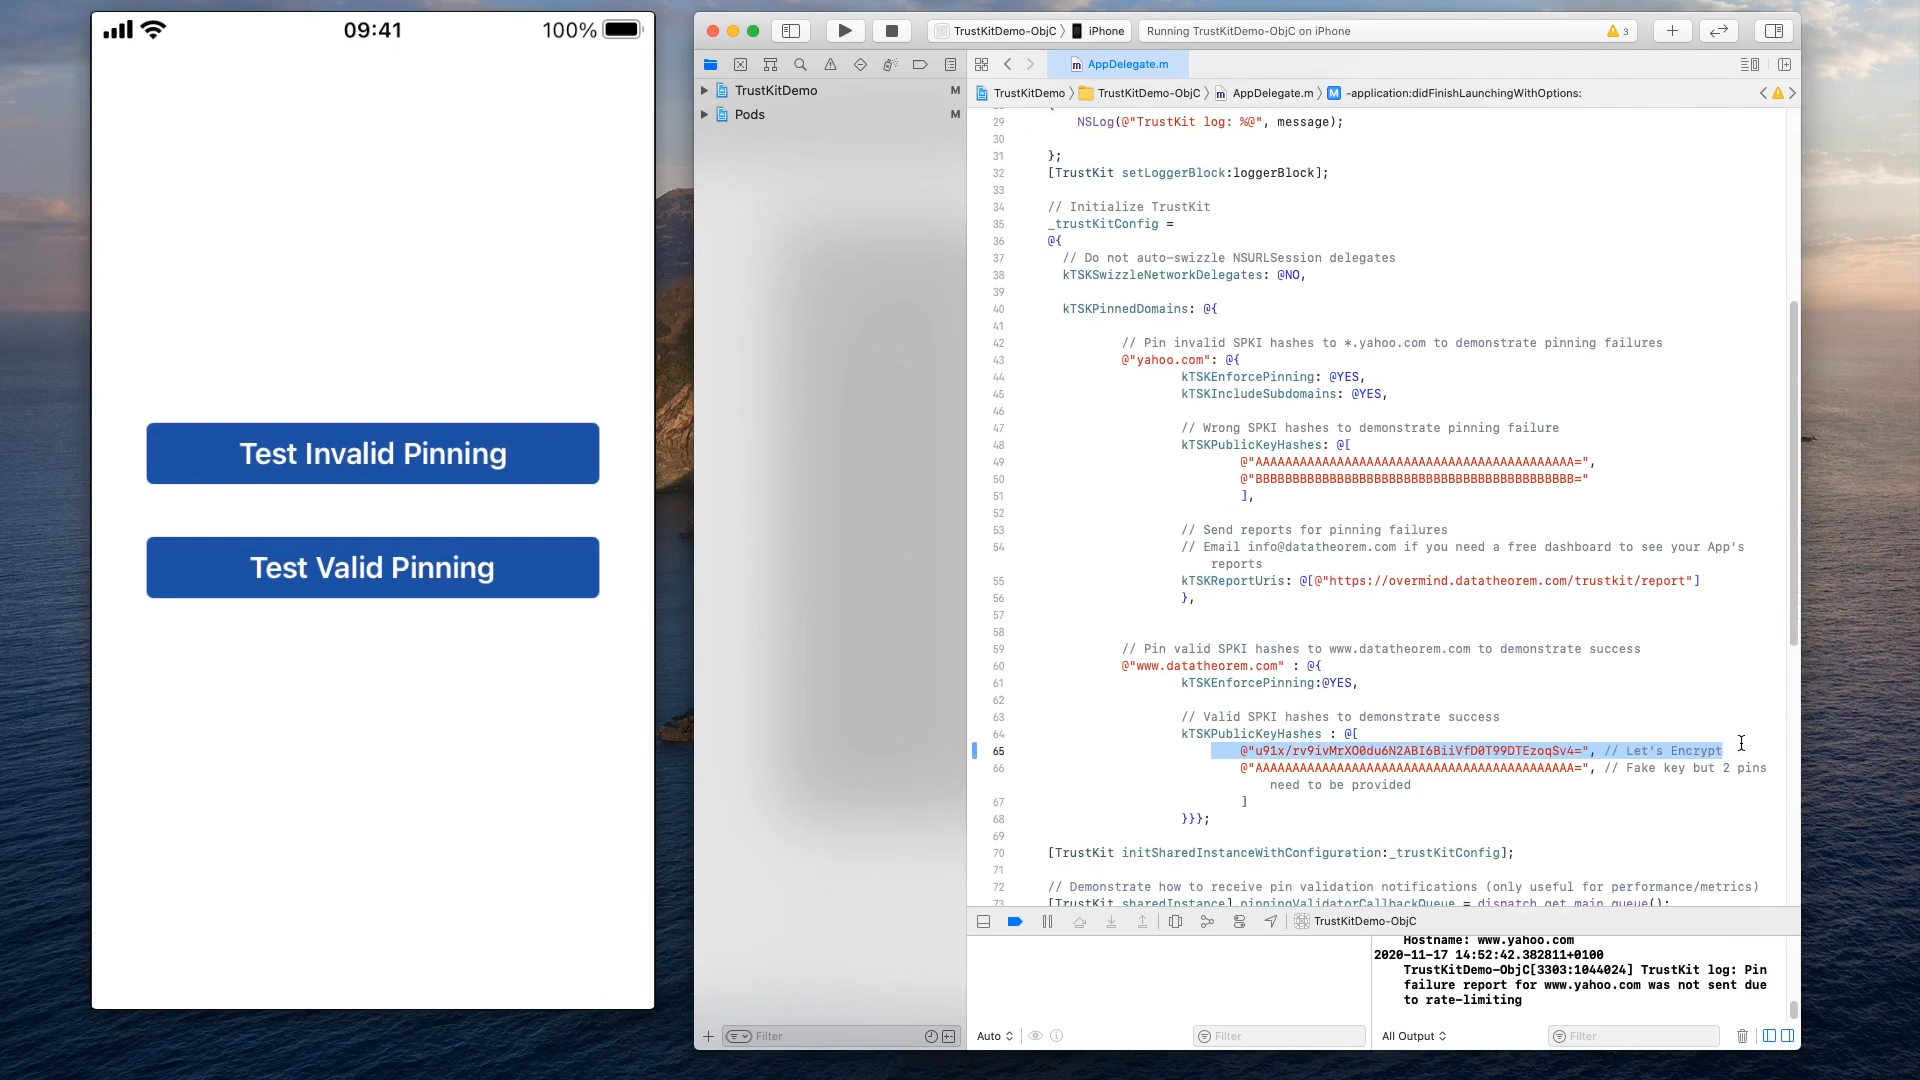 09:41
100%
Test Invalid Pinning
Test Valid Pinning
TrustKitDemo-ObjC
iPhone
Running TrustKitDemo-ObjC on iPhone
3
AppDelegate.m
TrustKitDemo M
Pods M
TrustKitDemo TrustKitDemo-ObjC AppDelegate.m M -application:didFinishLaunchingWithOptions:
29 NSLog(@"TrustKit log: %@", message);
30
31 };
32 [TrustKit setLoggerBlock:loggerBlock];
33
34 // Initialize TrustKit
35 _trustKitConfig =
36 @{
37 // Do not auto-swizzle NSURLSession delegates
38 kTSKSwizzleNetworkDelegates: @NO,
39
40 kTSKPinnedDomains: @{
41
42 // Pin invalid SPKI hashes to *.yahoo.com to demonstrate pinning failures
43 @"yahoo.com": @{
44 kTSKEnforcePinning: @YES,
45 kTSKIncludeSubdomains: @YES,
46
47 // Wrong SPKI hashes to demonstrate pinning failure
48 kTSKPublicKeyHashes: @[
49 @"AAAAAAAAAAAAAAAAAAAAAAAAAAAAAAAAAAAAAAAAAAA=",
50 @"BBBBBBBBBBBBBBBBBBBBBBBBBBBBBBBBBBBBBBBBBBB="
51 ],
52
53 // Send reports for pinning failures
54 // Email info@datatheorem.com if you need a free dashboard to see your App's
reports
55 kTSKReportUris: @[@"https://overmind.datatheorem.com/trustkit/report"]
56 },
57
58
59 // Pin valid SPKI hashes to www.datatheorem.com to demonstrate success
60 @"www.datatheorem.com" : @{
61 kTSKEnforcePinning:@YES,
62
63 // Valid SPKI hashes to demonstrate success
64 kTSKPublicKeyHashes : @[
65 @"u91x/rv9ivMrXO0du6N2ABI6BiiVfD0T99DTEzoqSv4=", // Let's Encrypt
66 @"AAAAAAAAAAAAAAAAAAAAAAAAAAAAAAAAAAAAAAAAAAA=", // Fake key but 2 pins
need to be provided
67 ]
68 }}};
69
70 [TrustKit initSharedInstanceWithConfiguration:_trustKitConfig];
71
72 // Demonstrate how to receive pin validation notifications (only useful for performance/metrics)
73 [TrustKit sharedInstance].pinningValidatorCallbackQueue = dispatch_get_main_queue();
TrustKitDemo-ObjC
Hostname: www.yahoo.com
2020-11-17 14:52:42.382811+0100
TrustKitDemo-ObjC[3303:1044024] TrustKit log: Pin
failure report for www.yahoo.com was not sent due
to rate-limiting
Filter
Auto
Filter
All Output
Filter